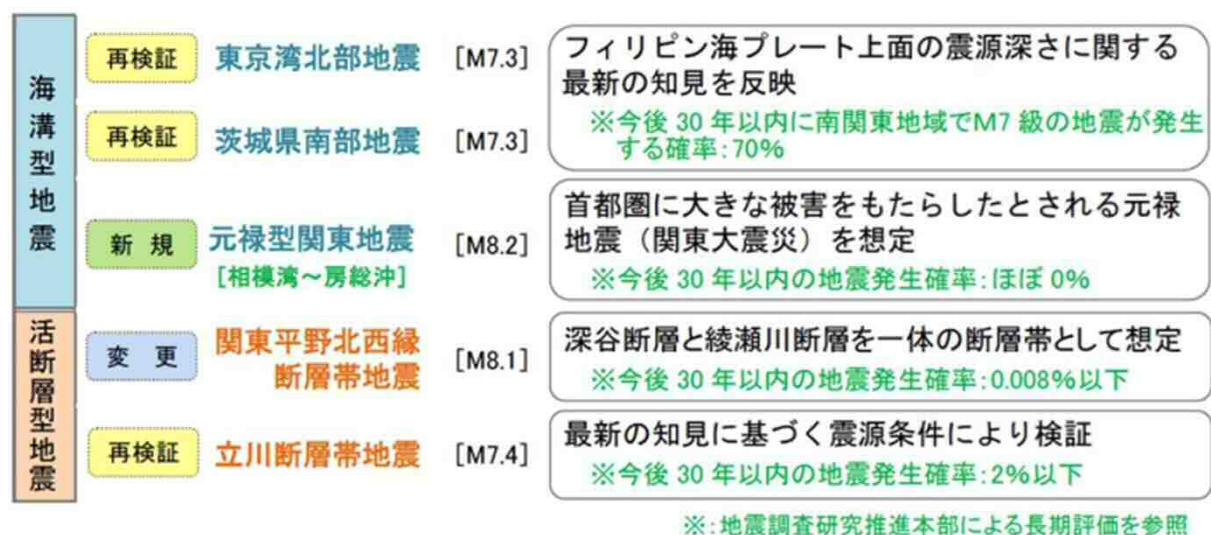 海溝型地震
再検証 東京湾北部地震 [M7.3]
フィリピン海プレート上面の震源深さに関する
最新の知見を反映
※今後 30 年以内に南関東地域でM7 級の地震が発生
する確率:70%
再検証 茨城県南部地震 [M7.3]
新 規 元禄型関東地震 [M8.2]
[相模湾～房総沖]
首都圏に大きな被害をもたらしたとされる元禄
地震（関東大震災）を想定
※今後 30 年以内の地震発生確率:ほぼ 0%
活断層型地震
変 更 関東平野北西縁
断層帯地震 [M8.1]
深谷断層と綾瀬川断層を一体の断層帯として想定
※今後 30 年以内の地震発生確率:0.008%以下
再検証 立川断層帯地震 [M7.4]
最新の知見に基づく震源条件により検証
※今後 30 年以内の地震発生確率:2%以下
※:地震調査研究推進本部による長期評価を参照